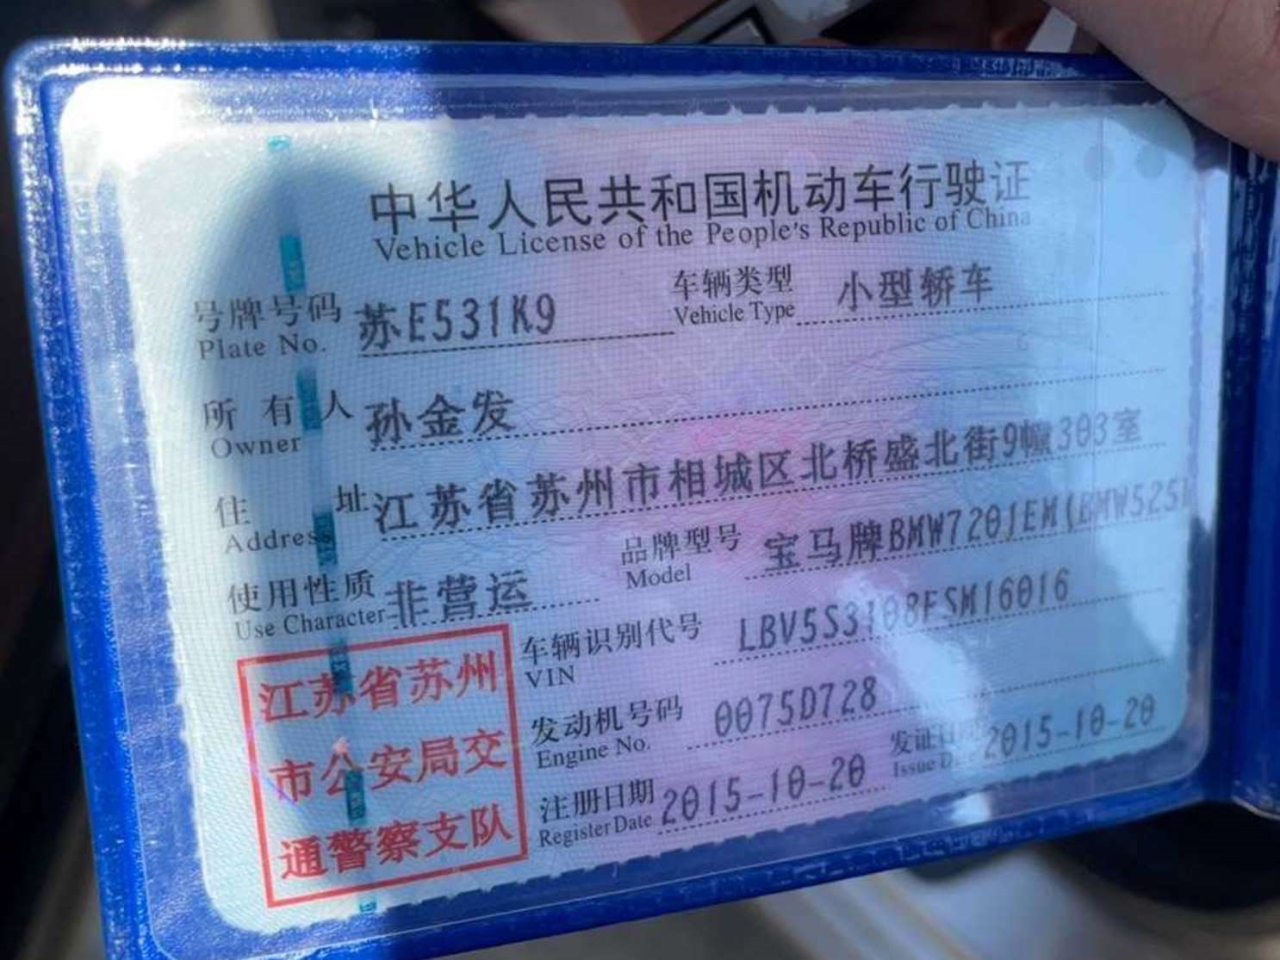 中华人民共和国机动车行驶证
Vehicle License of the People's Republic of China
号牌号码 苏E531K9 车辆类型 小型轿车
Plate No. Vehicle Type
所有人 孙金发
Owner
住址 江苏省苏州市相城区北桥盛北街9幢303室
Address
使用性质 非营运 品牌型号 宝马牌BMW7201EM(BMW525l
Use Character Model
车辆识别代号 LBV5S3108FSM16016
VIN
发动机号码 0075D728
Engine No.
注册日期 2015-10-20 发证日期 2015-10-20
Register Date Issue Date
江苏省苏州
市公安局交
通警察支队